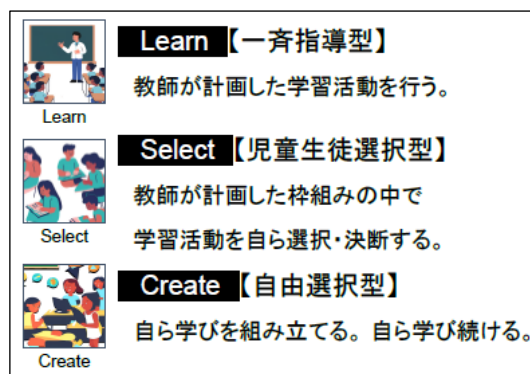 Learn【一斉指導型】
教師が計画した学習活動を行う。
Learn
Select【児童生徒選択型】
教師が計画した枠組みの中で
学習活動を自ら選択・決断する。
Select
Create【自由選択型】
自ら学びを組み立てる。自ら学び続ける。
Create